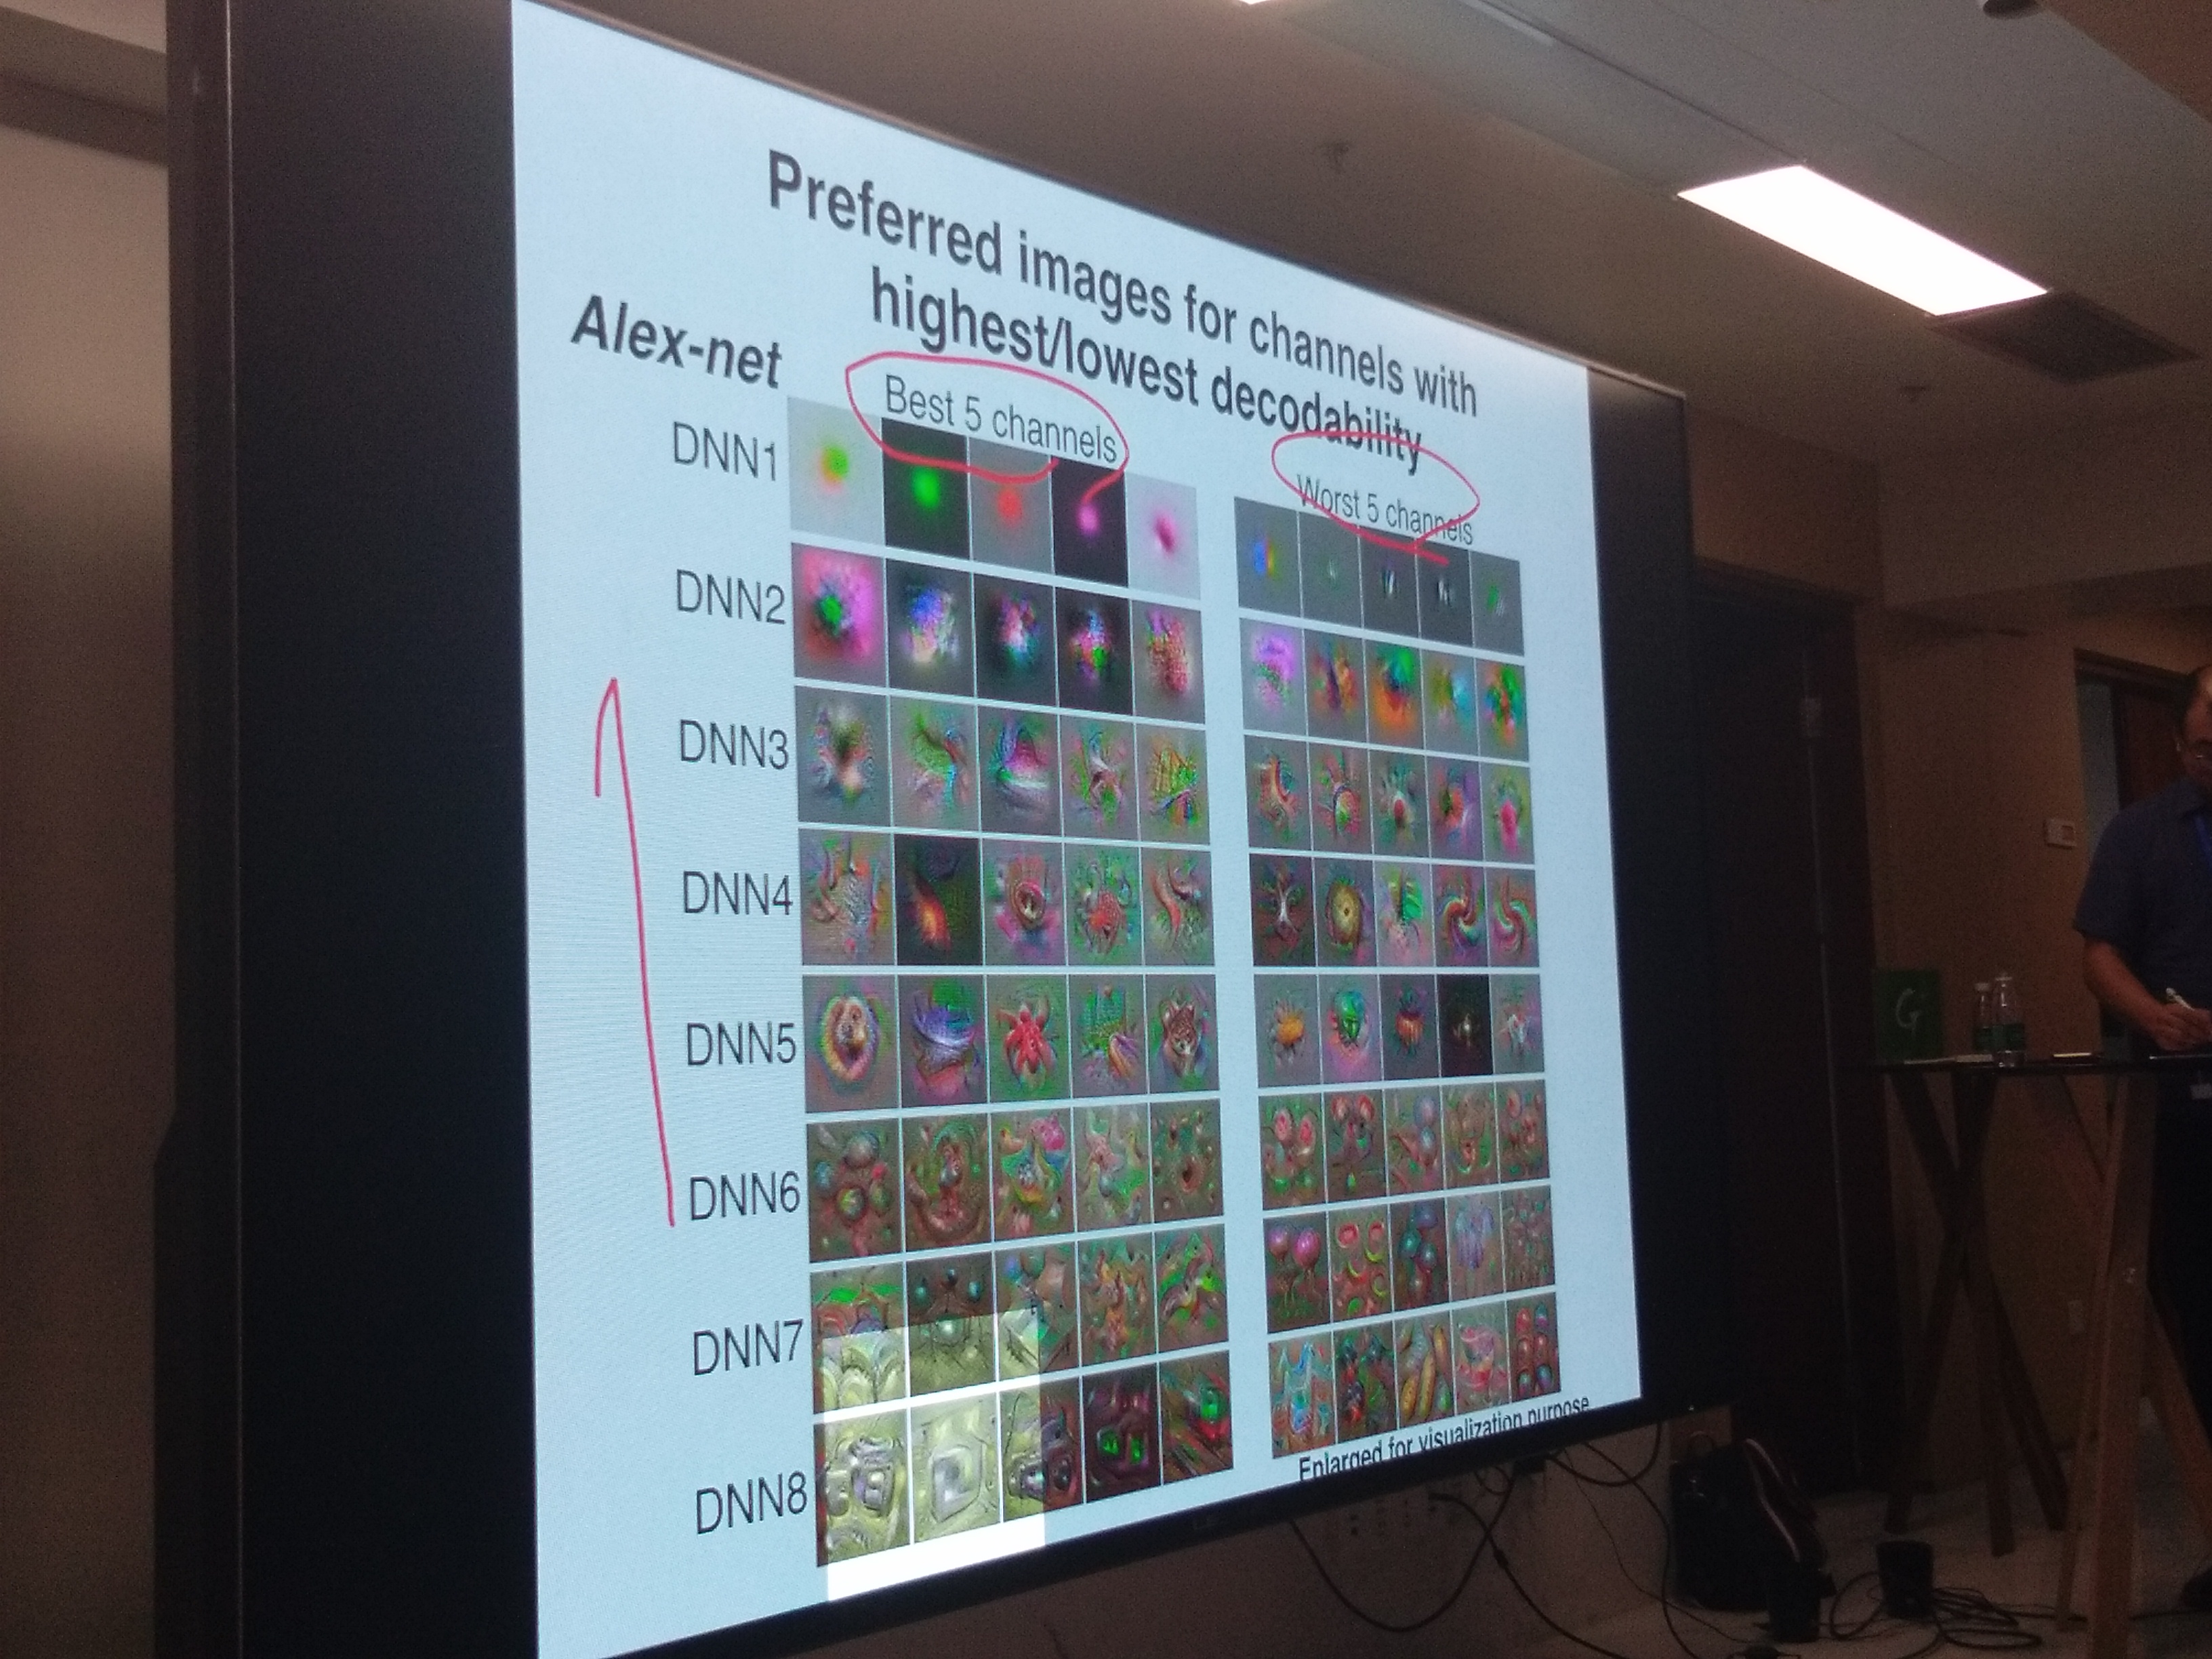 Preferred images for channels with
highest/lowest decodability
Alex-net
Best 5 channels
Worst 5 channels
DNN1
DNN2
DNN3
DNN4
DNN5
DNN6
DNN7
DNN8
Enlarged for visualization purpose
G